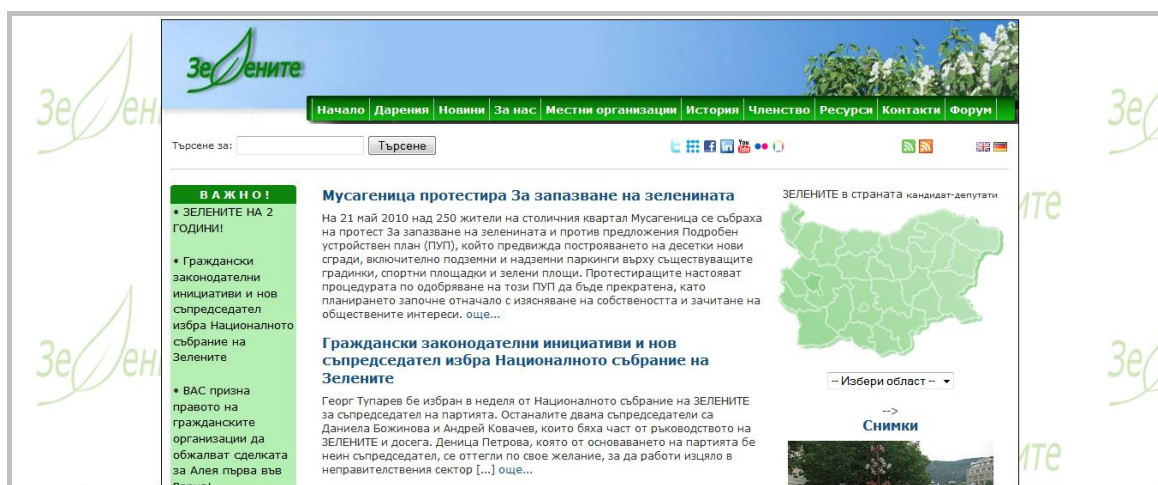 Зелените
Начало Дарения Новини За нас Местни организации История Членство Ресурси Контакти Форум
Търсене за:
Търсене
ВАЖНО!
• ЗЕЛЕНИТЕ НА 2
ГОДИНИ!
• Граждански
законодателни
инициативи и нов
съпредседател
избра Националното
събрание на
Зелените
• ВАС призна
правото на
гражданските
организации да
обжалват сделката
за Алея първа във
Мусагеница протестира За запазване на зеленината
На 21 май 2010 над 250 жители на столичния квартал Мусагеница се събраха
на протест За запазване на зеленината и против предложения Подробен
устройствен план (ПУП), който предвижда построяването на десетки нови
сгради, включително подземни и надземни паркинги върху съществуващите
градинки, спортни площадки и зелени площи. Протестиращите настояват
процедурата по одобряване на този ПУП да бъде прекратена, като
планирането започне отначало с изясняване на собствеността и зачитане на
обществените интереси. още...
Граждански законодателни инициативи и нов
съпредседател избра Националното събрание на
Зелените
Георг Тупарев бе избран в неделя от Националното събрание на ЗЕЛЕНИТЕ
за съпредседател на партията. Останалите двама съпредседатели са
Даниела Божинова и Андрей Ковачев, които бяха част от ръководството на
ЗЕЛЕНИТЕ и досега. Деница Петрова, която от основаването на партията бе
неин съпредседател, се оттегли по свое желание, за да работи изцяло в
неправителствения сектор [...] още...
ЗЕЛЕНИТЕ в страната кандидат-депутати
-- Избери област --
-->
Снимки